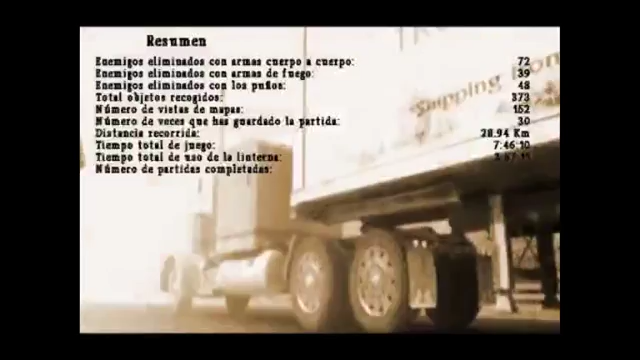 Resumen
Enemigos eliminados con armas cuerpo a cuerpo: 72
Enemigos eliminados con armas de fuego: 39
Enemigos eliminados con los puños: 48
Total objetos recogidos: 373
Número de vistas de mapas: 152
Número de veces que has guardado la partida: 30
Distancia recorrida: 28.94 Km
Tiempo total de juego: 7:46:10
Tiempo total de uso de la linterna:
Número de partidas completadas:
Shipping